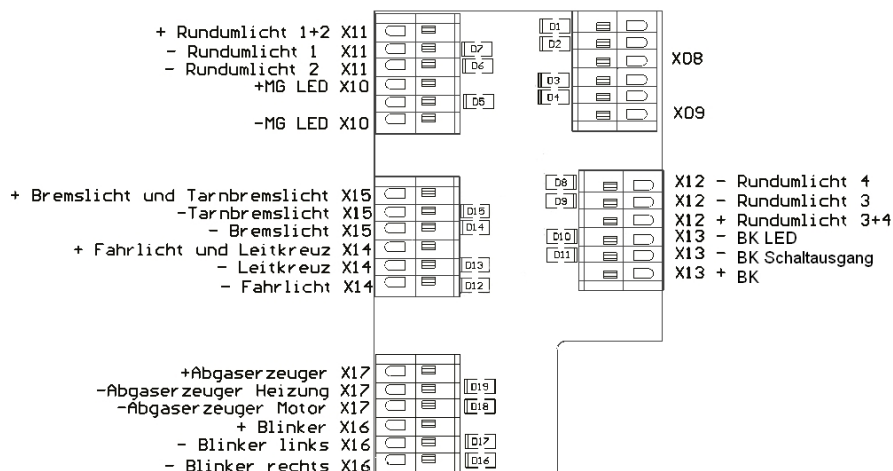 + Rundumlicht 1+2 X11
- Rundumlicht 1 X11
- Rundumlicht 2 X11
+MG LED X10
-MG LED X10
D7
D6
D5
D1
D2
D3
D4
X08
X09
+ Bremslicht und Tarnbremslicht X15
-Tarnbremslicht X15
- Bremslicht X15
+ Fahrlicht und Leitkreuz X14
- Leitkreuz X14
- Fahrlicht X14
D15
D14
D13
D12
D8
D9
D10
D11
X12 - Rundumlicht 4
X12 - Rundumlicht 3
X12 + Rundumlicht 3+4
X13 - BK LED
X13 - BK Schaltausgang
X13 + BK
+Abgaserzeuger X17
-Abgaserzeuger Heizung X17
-Abgaserzeuger Motor X17
+ Blinker X16
- Blinker links X16
- Blinker rechts X16
D19
D18
D17
D16